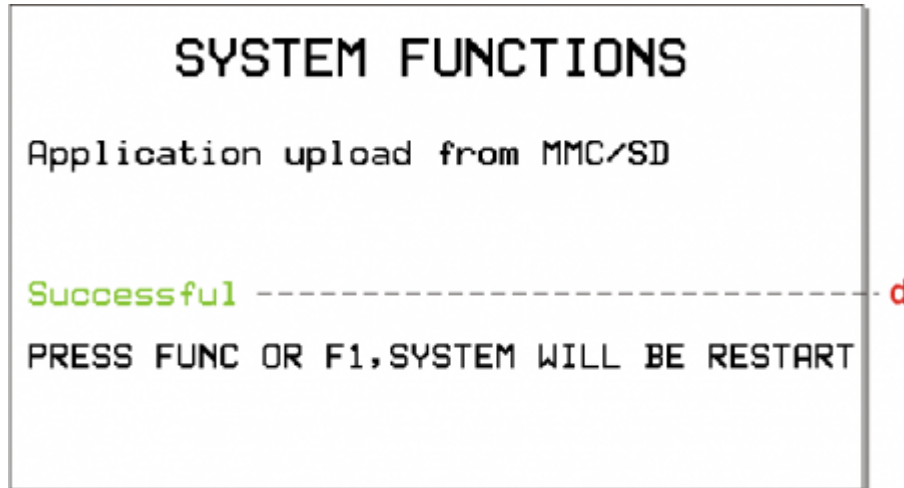 SYSTEM FUNCTIONS
Application upload from MMC/SD
Successful
d
PRESS FUNC OR F1,SYSTEM WILL BE RESTART